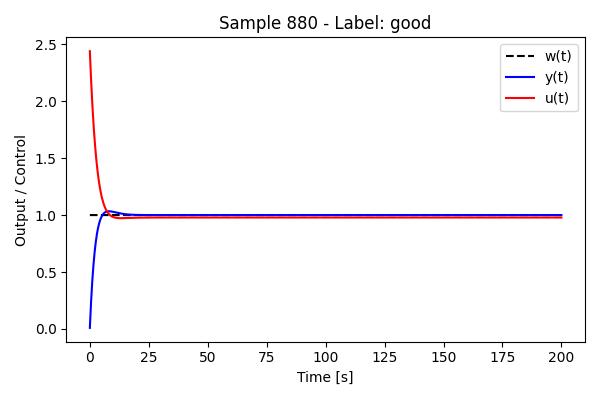 Sample 880 - Label: good
2.5
2.0
1.5
1.0
0.5
0.0
Output / Control
w(t)
y(t)
u(t)
0 25 50 75 100 125 150 175 200
Time [s]